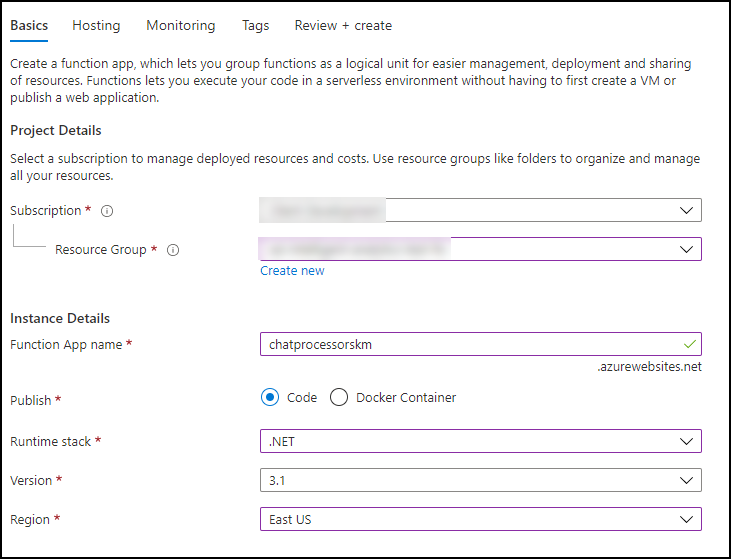 Basics Hosting Monitoring Tags Review + create
Create a function app, which lets you group functions as a logical unit for easier management, deployment and sharing
of resources. Functions lets you execute your code in a serverless environment without having to first create a VM or
publish a web application.
Project Details
Select a subscription to manage deployed resources and costs. Use resource groups like folders to organize and manage
all your resources.
Subscription *
Resource Group *
Create new
Instance Details
Function App name * chatprocessorskm
.azurewebsites.net
Publish * Code Docker Container
Runtime stack * .NET
Version * 3.1
Region * East US